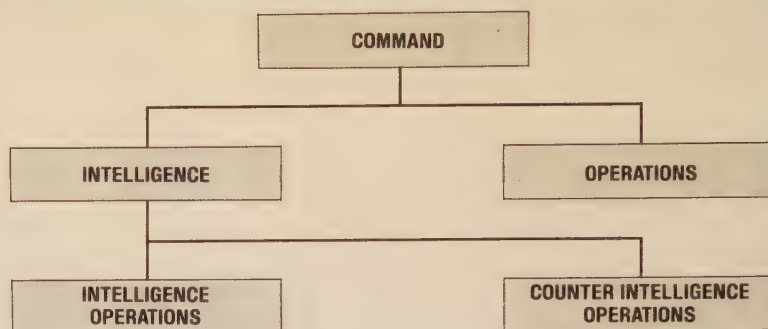 COMMAND
INTELLIGENCE
OPERATIONS
INTELLIGENCE
OPERATIONS
COUNTER INTELLIGENCE
OPERATIONS